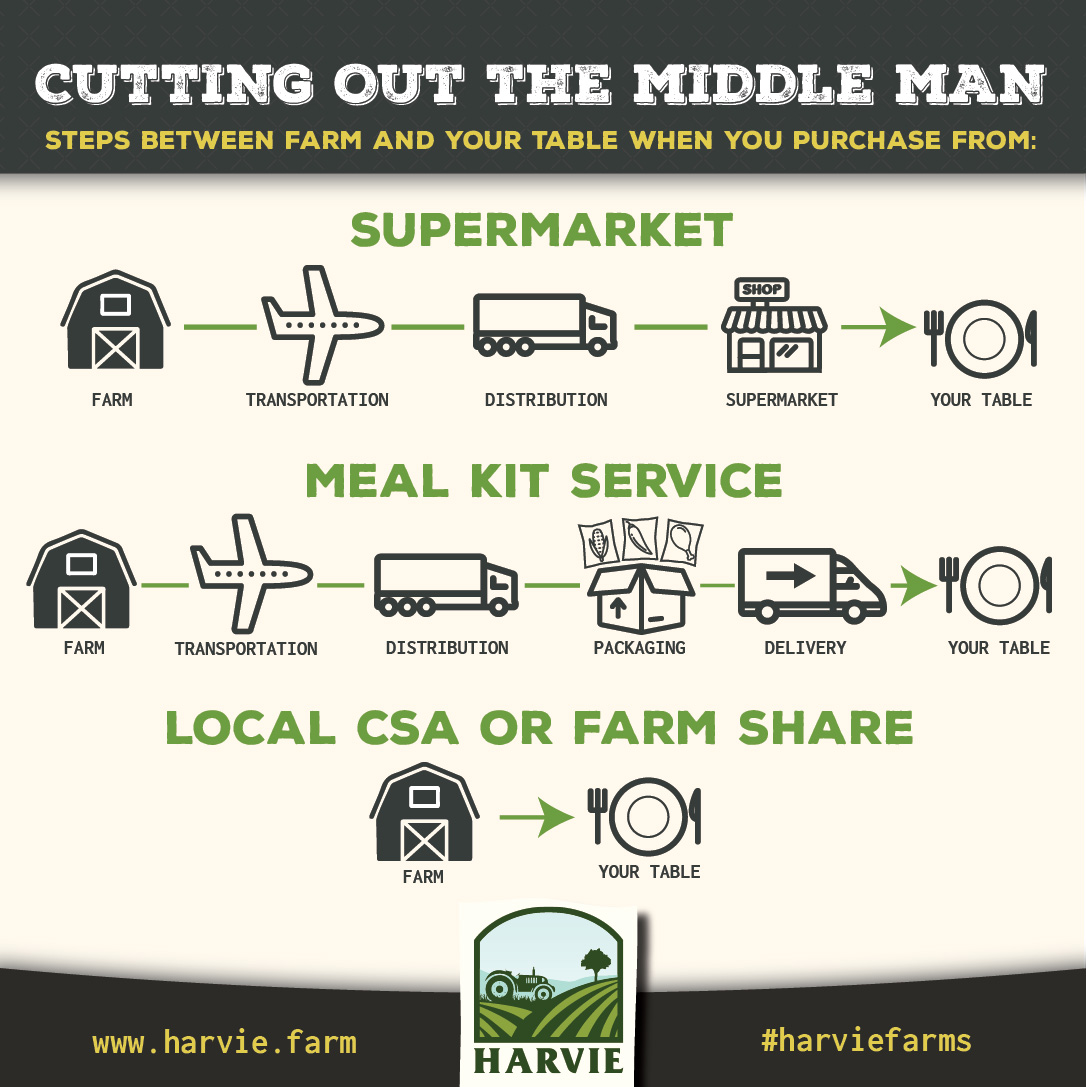 CUTTING OUT THE MIDDLE MAN
STEPS BETWEEN FARM AND YOUR TABLE WHEN YOU PURCHASE FROM:
SUPERMARKET
SHOP
FARM
TRANSPORTATION
DISTRIBUTION
SUPERMARKET
YOUR TABLE
MEAL KIT SERVICE
FARM
TRANSPORTATION
DISTRIBUTION
PACKAGING
DELIVERY
YOUR TABLE
LOCAL CSA OR FARM SHARE
FARM
YOUR TABLE
www.harvie.farm
HARVIE
#harviefarms